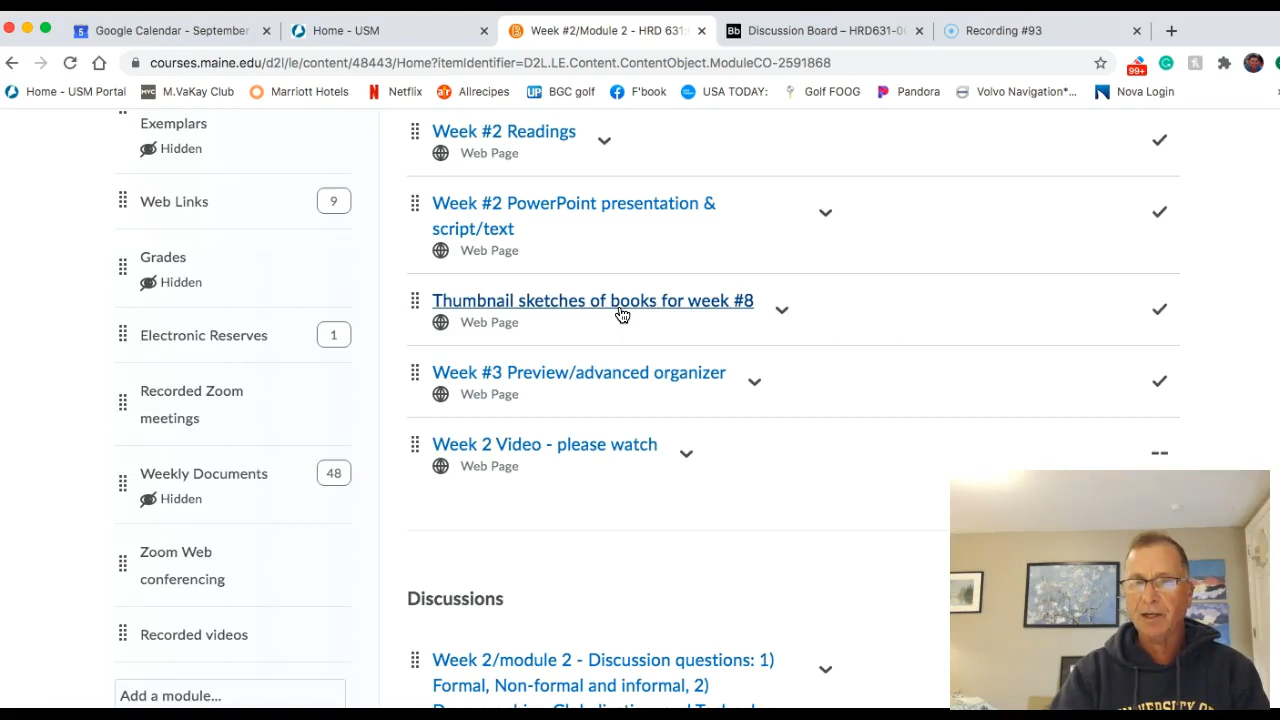 Google Calendar - September
Home - USM
Week #2/Module 2 - HRD 631:
Bb
Discussion Board – HRD631-0
Recording #93
courses.maine.edu/d2l/le/content/48443/Home?itemIdentifier=D2L.LE.Content.ContentObject.ModuleCO-2591868
99+
Home - USM Portal
M.VaKay Club
Marriott Hotels
Netflix
Allrecipes
UP
BGC golf
F'book
USA TODAY:
Golf FOOG
Pandora
Volvo Navigation*...
Nova Login
Exemplars
Hidden
Web Links
9
Grades
Hidden
Electronic Reserves
1
Recorded Zoom
meetings
Weekly Documents
48
Hidden
Zoom Web
conferencing
Recorded videos
Add a module...
Week #2 Readings
Web Page
Week #2 PowerPoint presentation &
script/text
Web Page
Thumbnail sketches of books for week #8
Web Page
Week #3 Preview/advanced organizer
Web Page
Week 2 Video - please watch
Web Page
--
Discussions
Week 2/module 2 - Discussion questions: 1)
Formal, Non-formal and informal, 2)